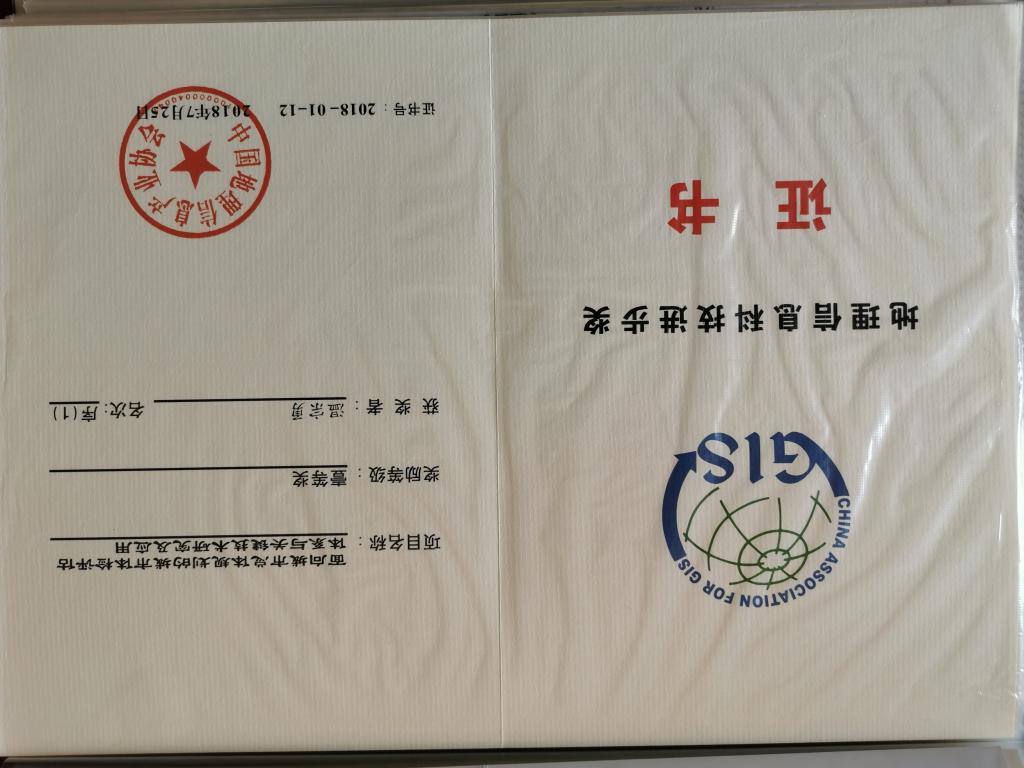 CHINA ASSOCIATION FOR GIS
GIS
地理信息科技进步奖
证书
项目名称：面向城市总体规划的城市体检评估
体系与关键技术研究及应用
奖励等级：壹等奖
获奖者：温宗勇 名次：序(1)
证书号：2018-01-12 2018年7月25日
中国地理信息产业协会